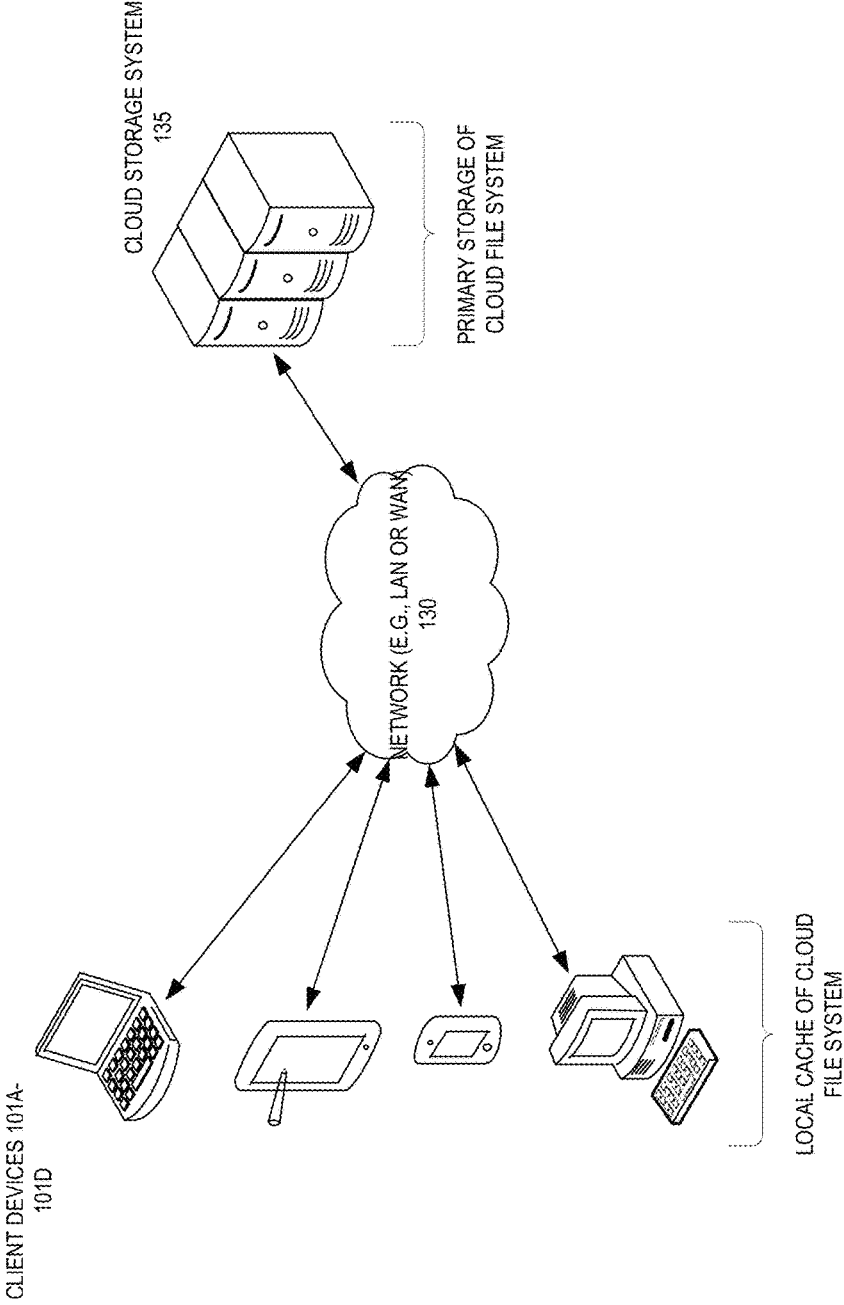 CLIENT DEVICES 101A-
101D
CLOUD STORAGE SYSTEM
135
NETWORK (E.G., LAN OR WAN)
130
LOCAL CACHE OF CLOUD
FILE SYSTEM
PRIMARY STORAGE OF
CLOUD FILE SYSTEM